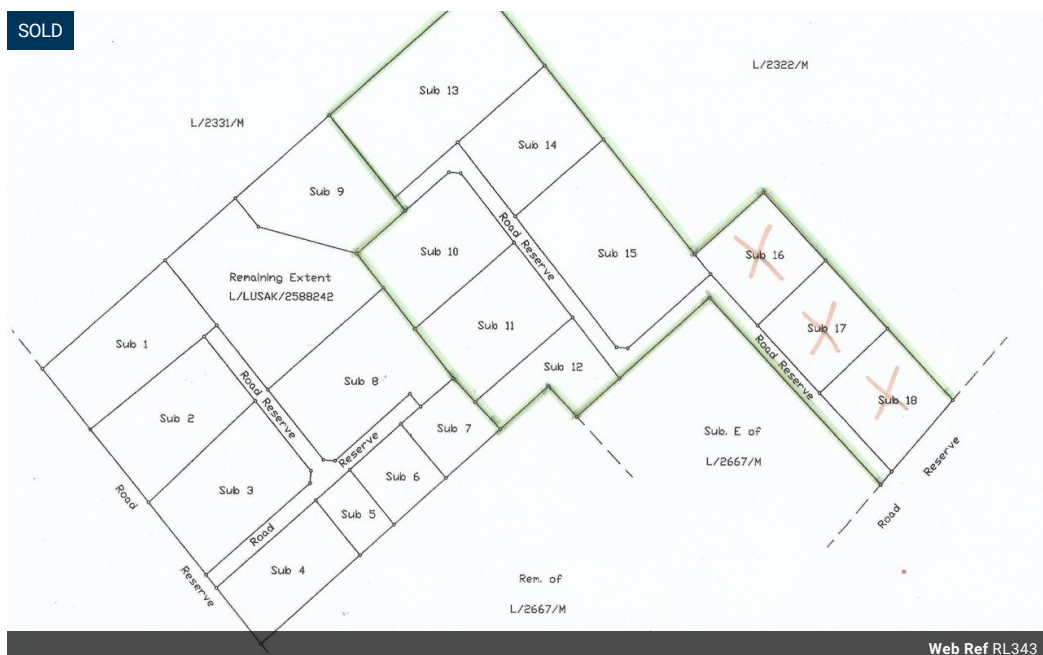 SOLD
L/2322/M
Sub 13
L/2331/M
Sub 14
Sub 9
Road Reserve
Sub 10
Sub 15
Sub 16
Remaining Extent
L/LUSAK/2588242
Sub 11
Sub 17
Sub 1
Road Reserve
Sub 12
Sub 8
Road Reserve
Sub 18
Sub 2
Sub 7
Sub. E of
L/2667/M
Reserve
Reserve
Sub 6
Sub 3
Road
Sub 5
Road
Road
Sub 4
Reserve
Rem. of
L/2667/M
Web Ref RL343